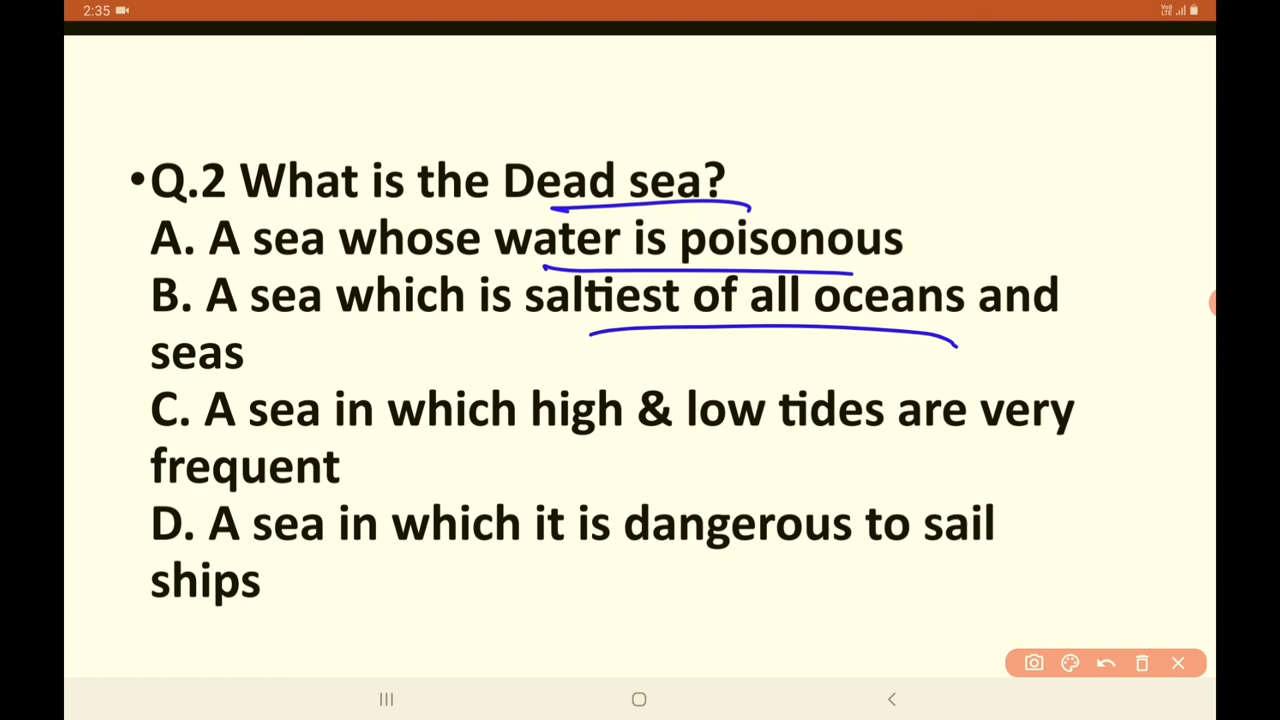 2:35
Vo)) LTE
•Q.2 What is the Dead sea?
A. A sea whose water is poisonous
B. A sea which is saltiest of all oceans and
seas
C. A sea in which high & low tides are very
frequent
D. A sea in which it is dangerous to sail
ships